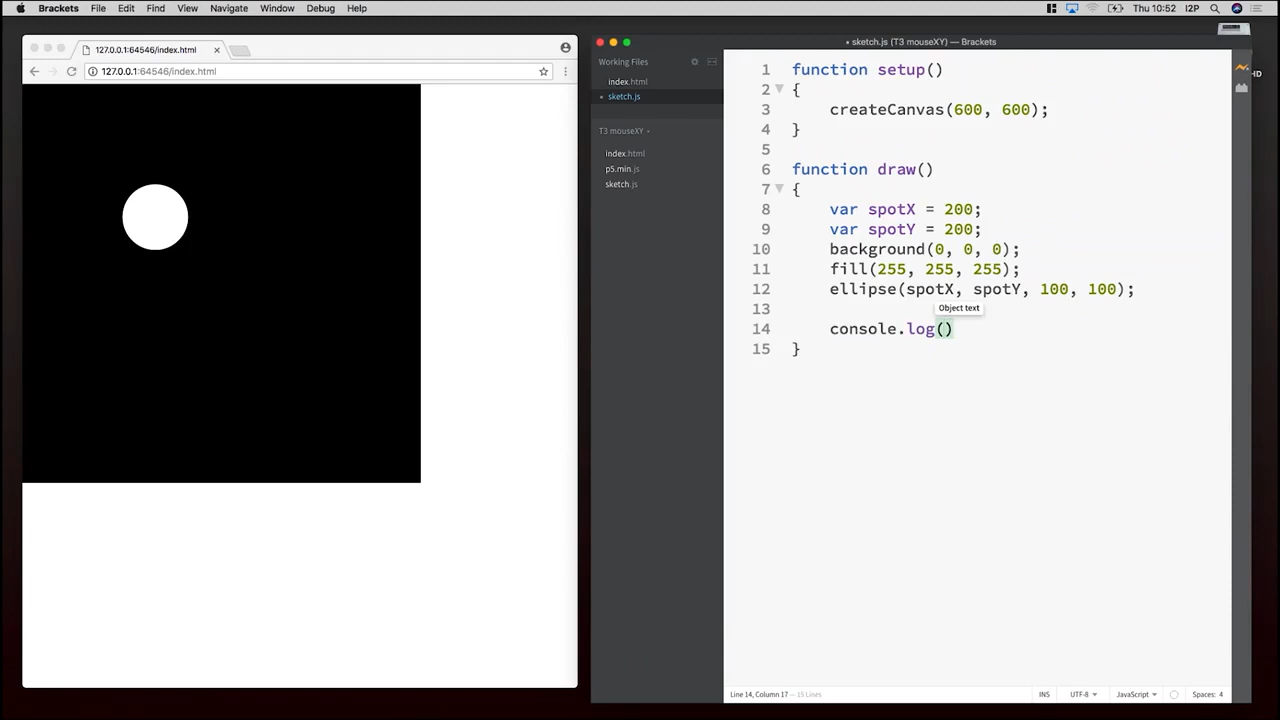 Brackets File Edit Find View Navigate Window Debug Help Thu 10:52 I2P
127.0.0.1:64546/index.html
127.0.0.1:64546/index.html
• sketch.js (T3 mouseXY) — Brackets
Working Files
index.html
sketch.js
T3 mouseXY
index.html
p5.min.js
sketch.js
HD
1 function setup()
2 {
3 createCanvas(600, 600);
4 }
5
6 function draw()
7 {
8 var spotX = 200;
9 var spotY = 200;
10 background(0, 0, 0);
11 fill(255, 255, 255);
12 ellipse(spotX, spotY, 100, 100);
13
Object text
14 console.log()
15 }
Line 14, Column 17 — 15 Lines INS UTF-8 JavaScript Spaces: 4